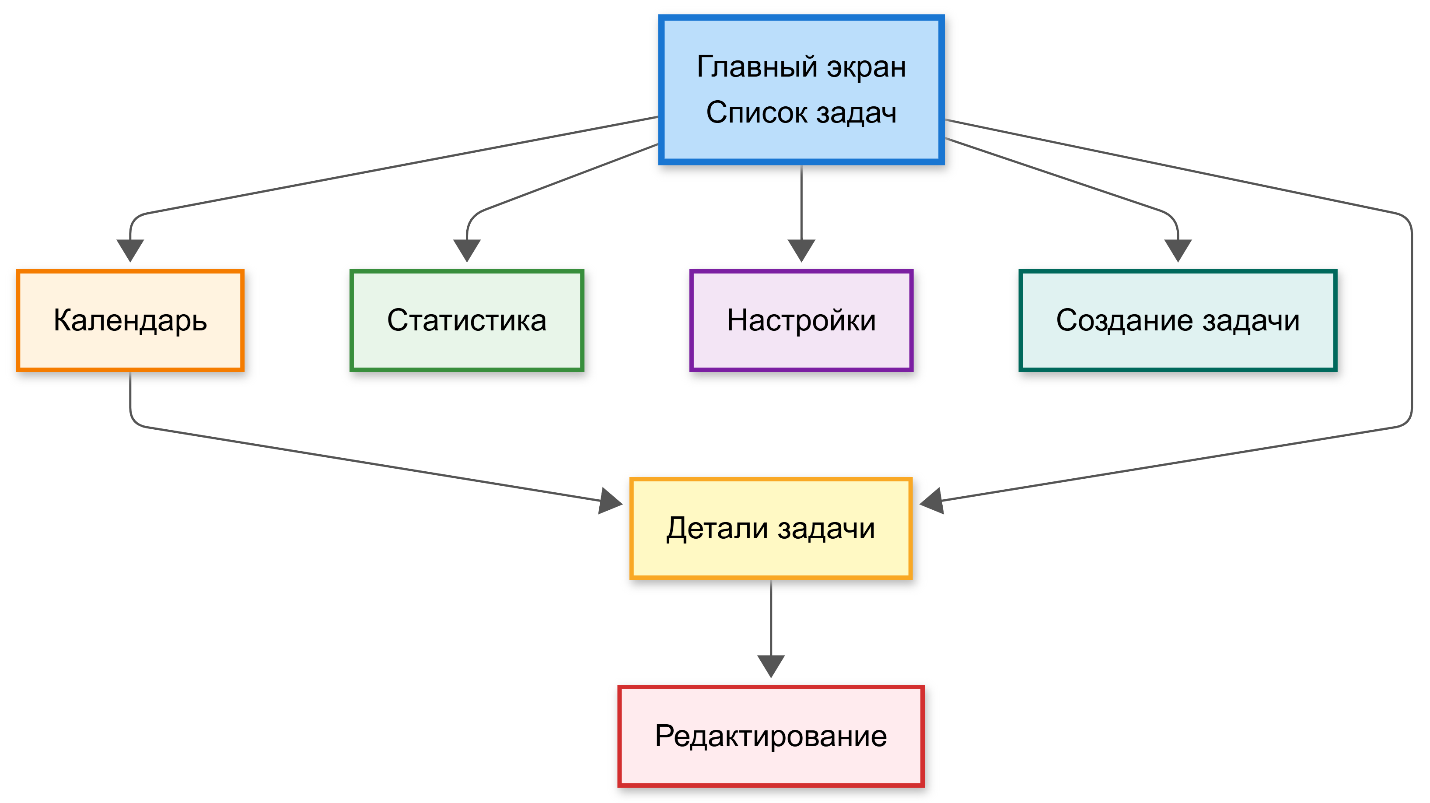 Главный экран
Список задач
Календарь
Статистика
Настройки
Создание задачи
Детали задачи
Редактирование